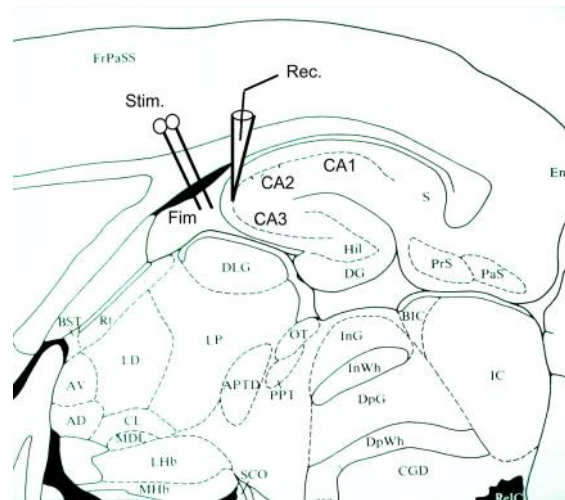 FrPaSS
Rec.
Stim.
CA1
CA2
En
S
Fim
CA3
Hil
PrS
PaS
DLG
DG
BST
Rt
BIC
OT
InG
LP
LD
InWh
IC
AV
APTD
PPT
DpG
AD
CL
MDL
DpWh
LHb
SCO
CGD
MHb
ReIC